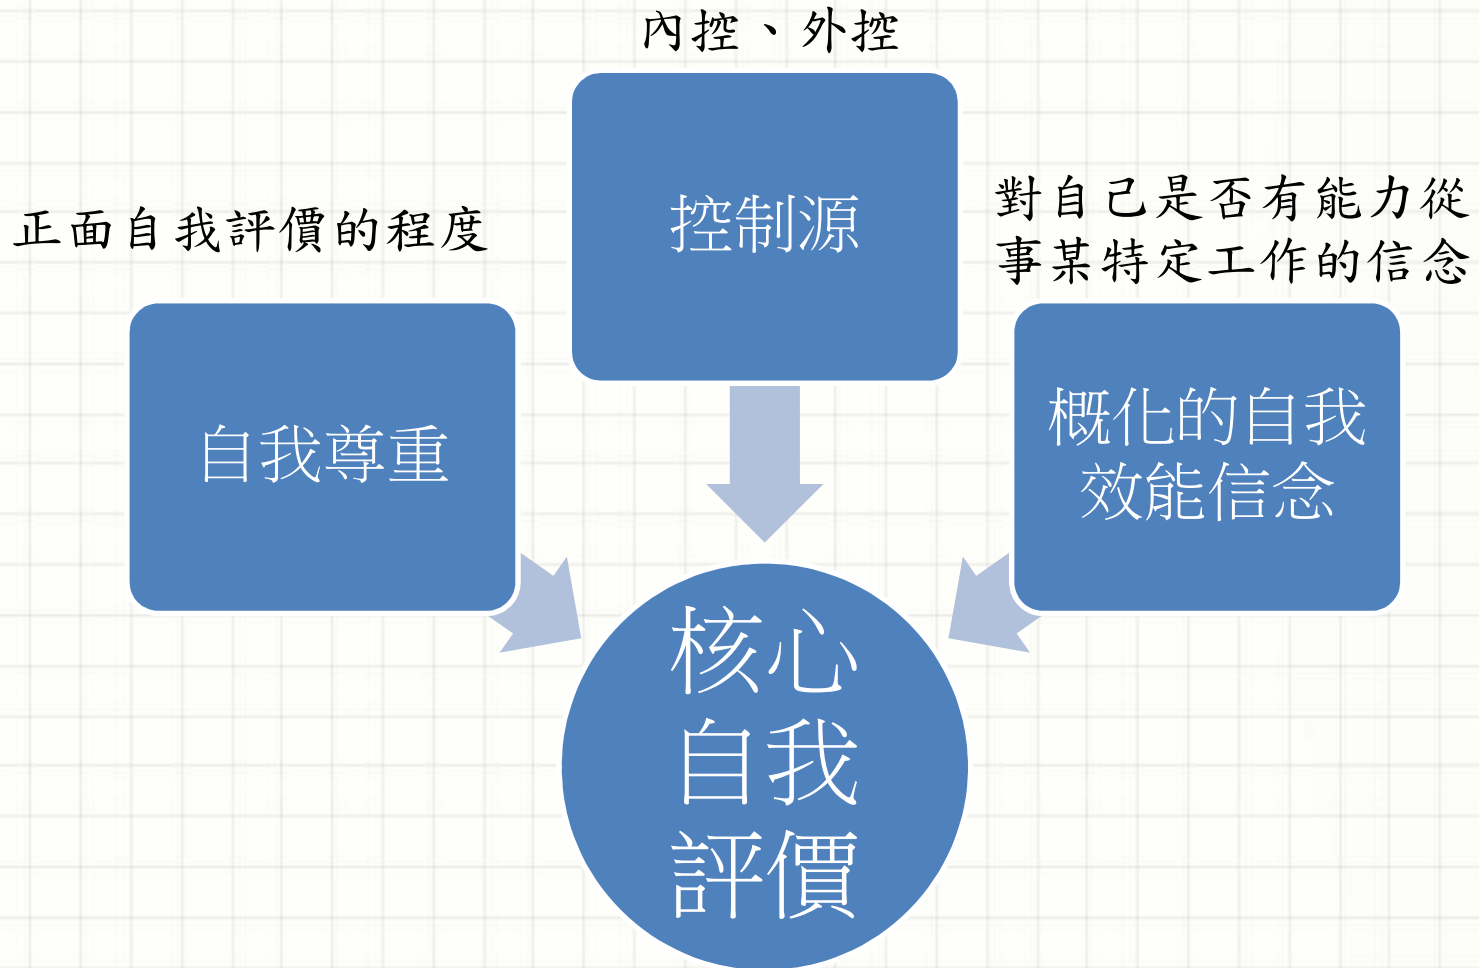 內控、外控
控制源
正面自我評價的程度
自我尊重
對自己是否有能力從
事某特定工作的信念
概化的自我
效能信念
核心
自我
評價